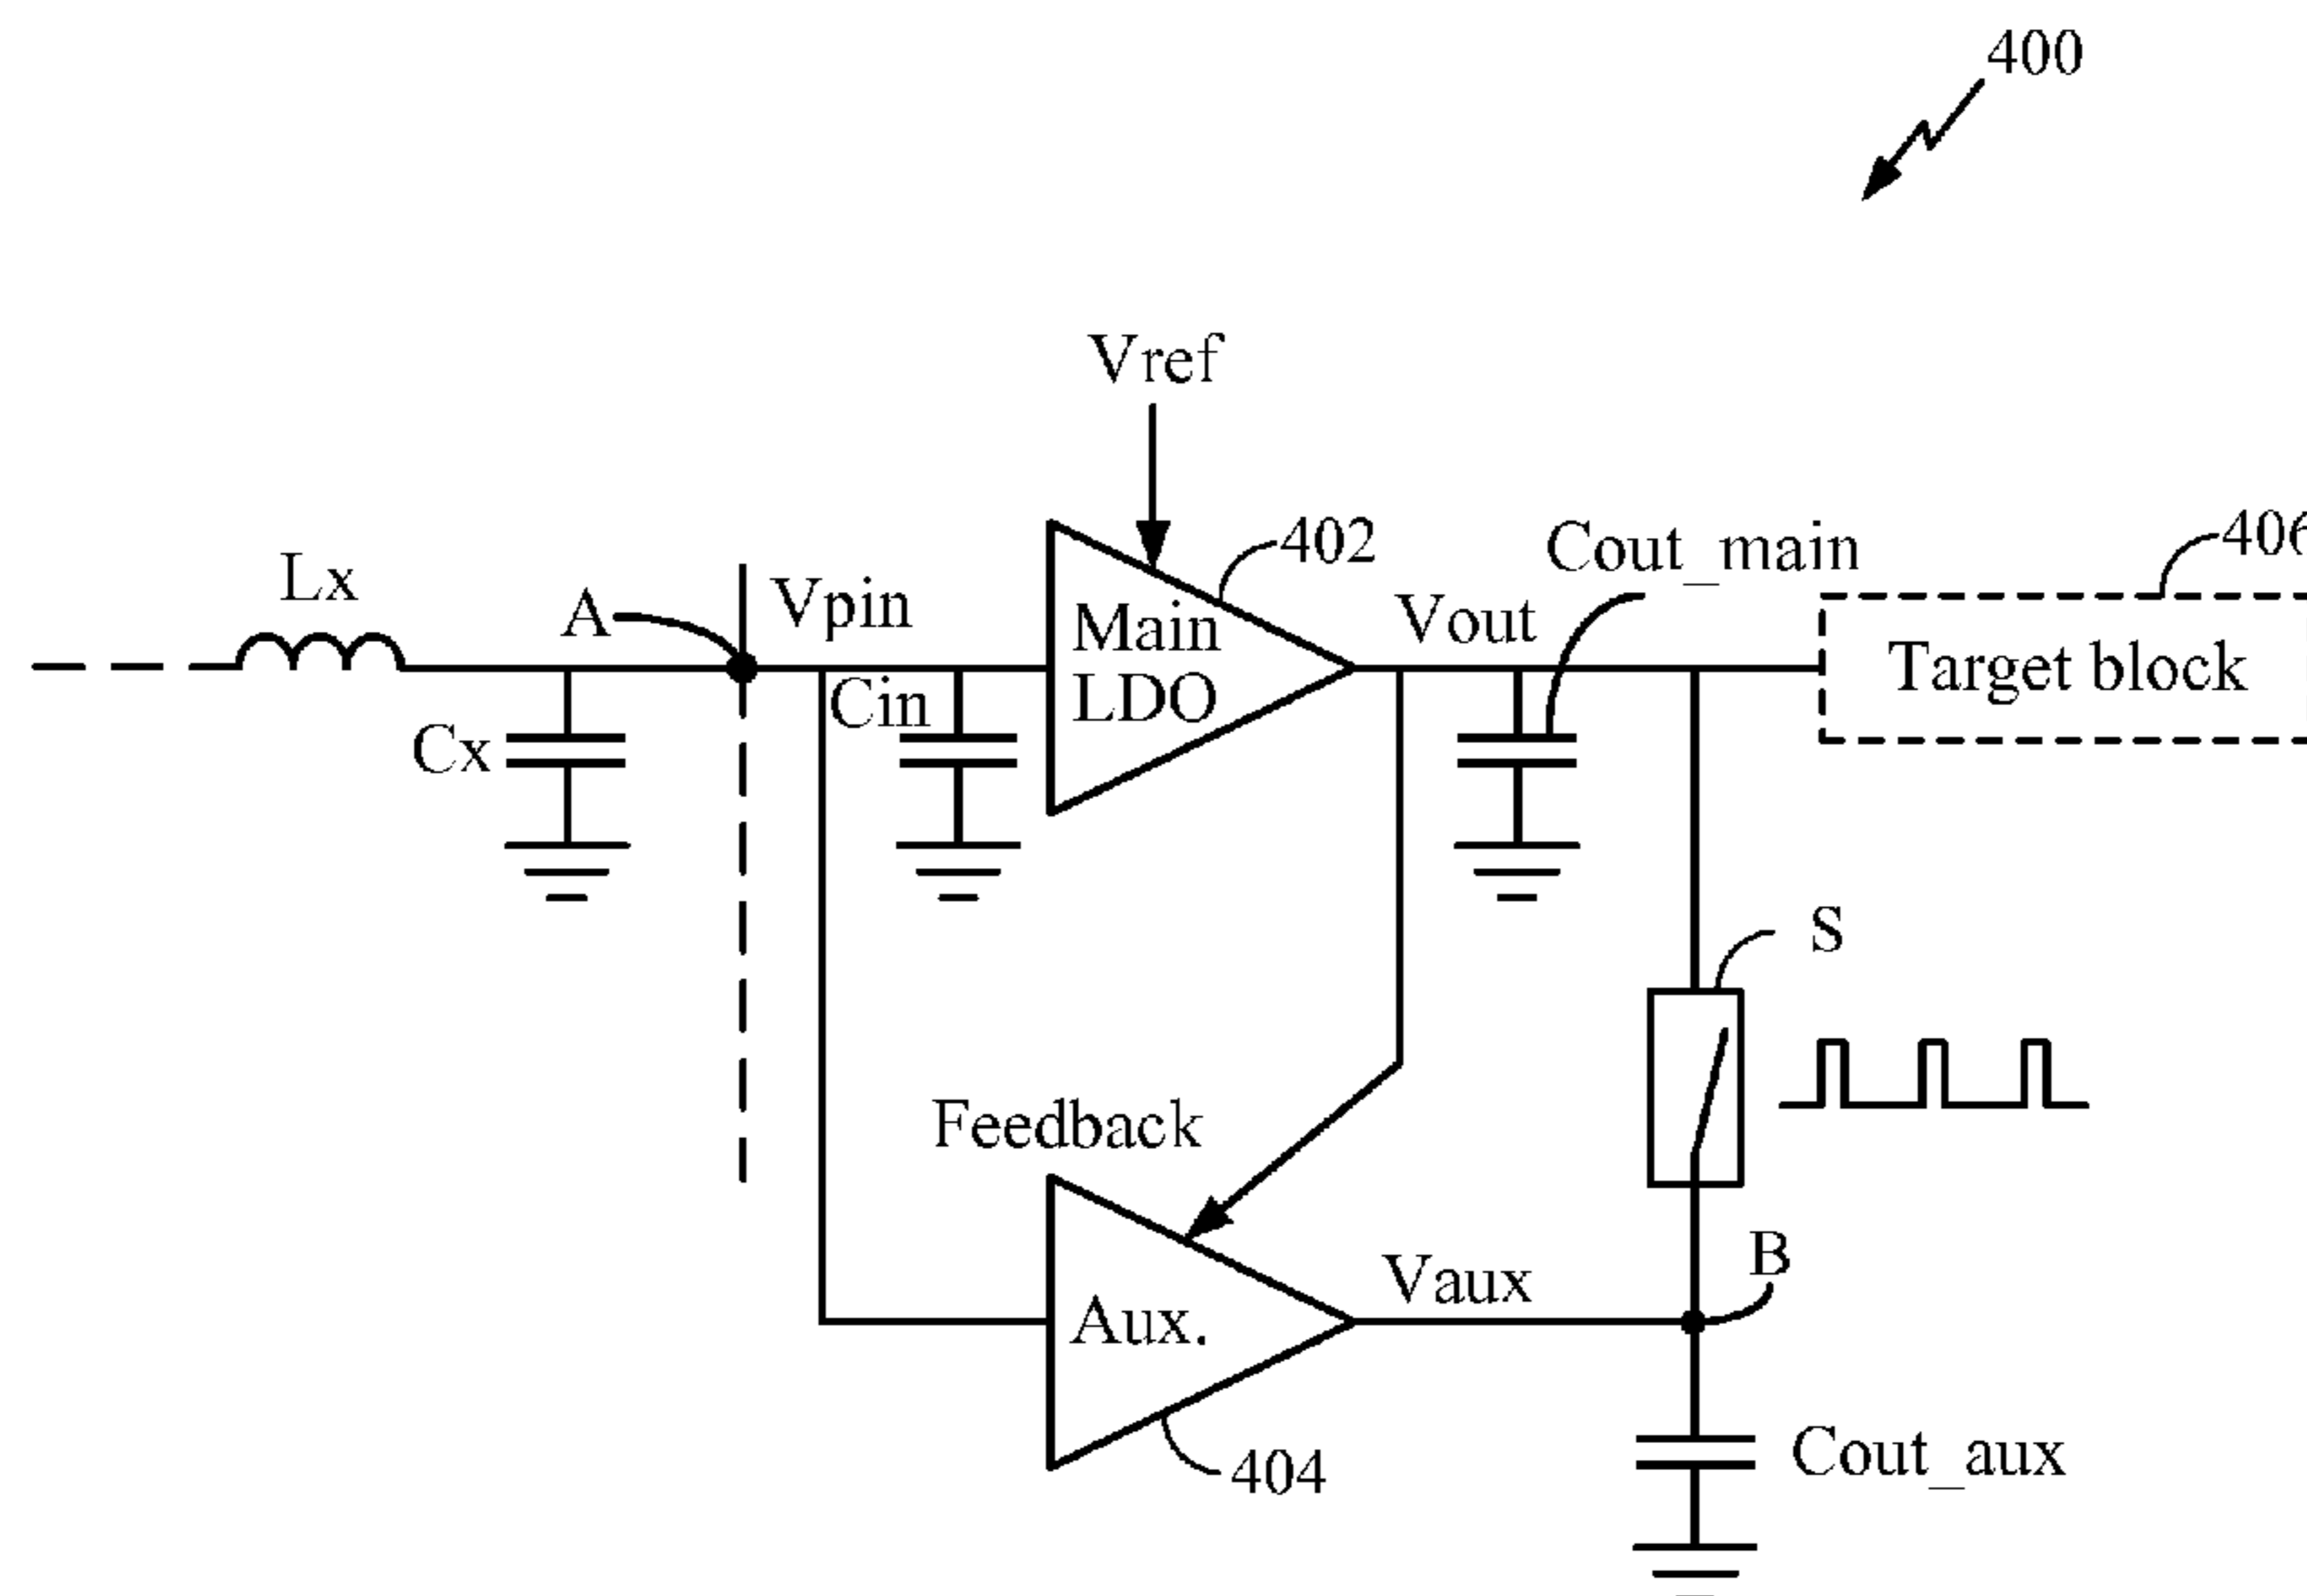 400
Vref
402
Cout_main
406
Lx
A
Vpin
Main
LDO
Vout
Target block
Cin
Cx
S
Feedback
B
Vaux
Aux.
404
Cout_aux